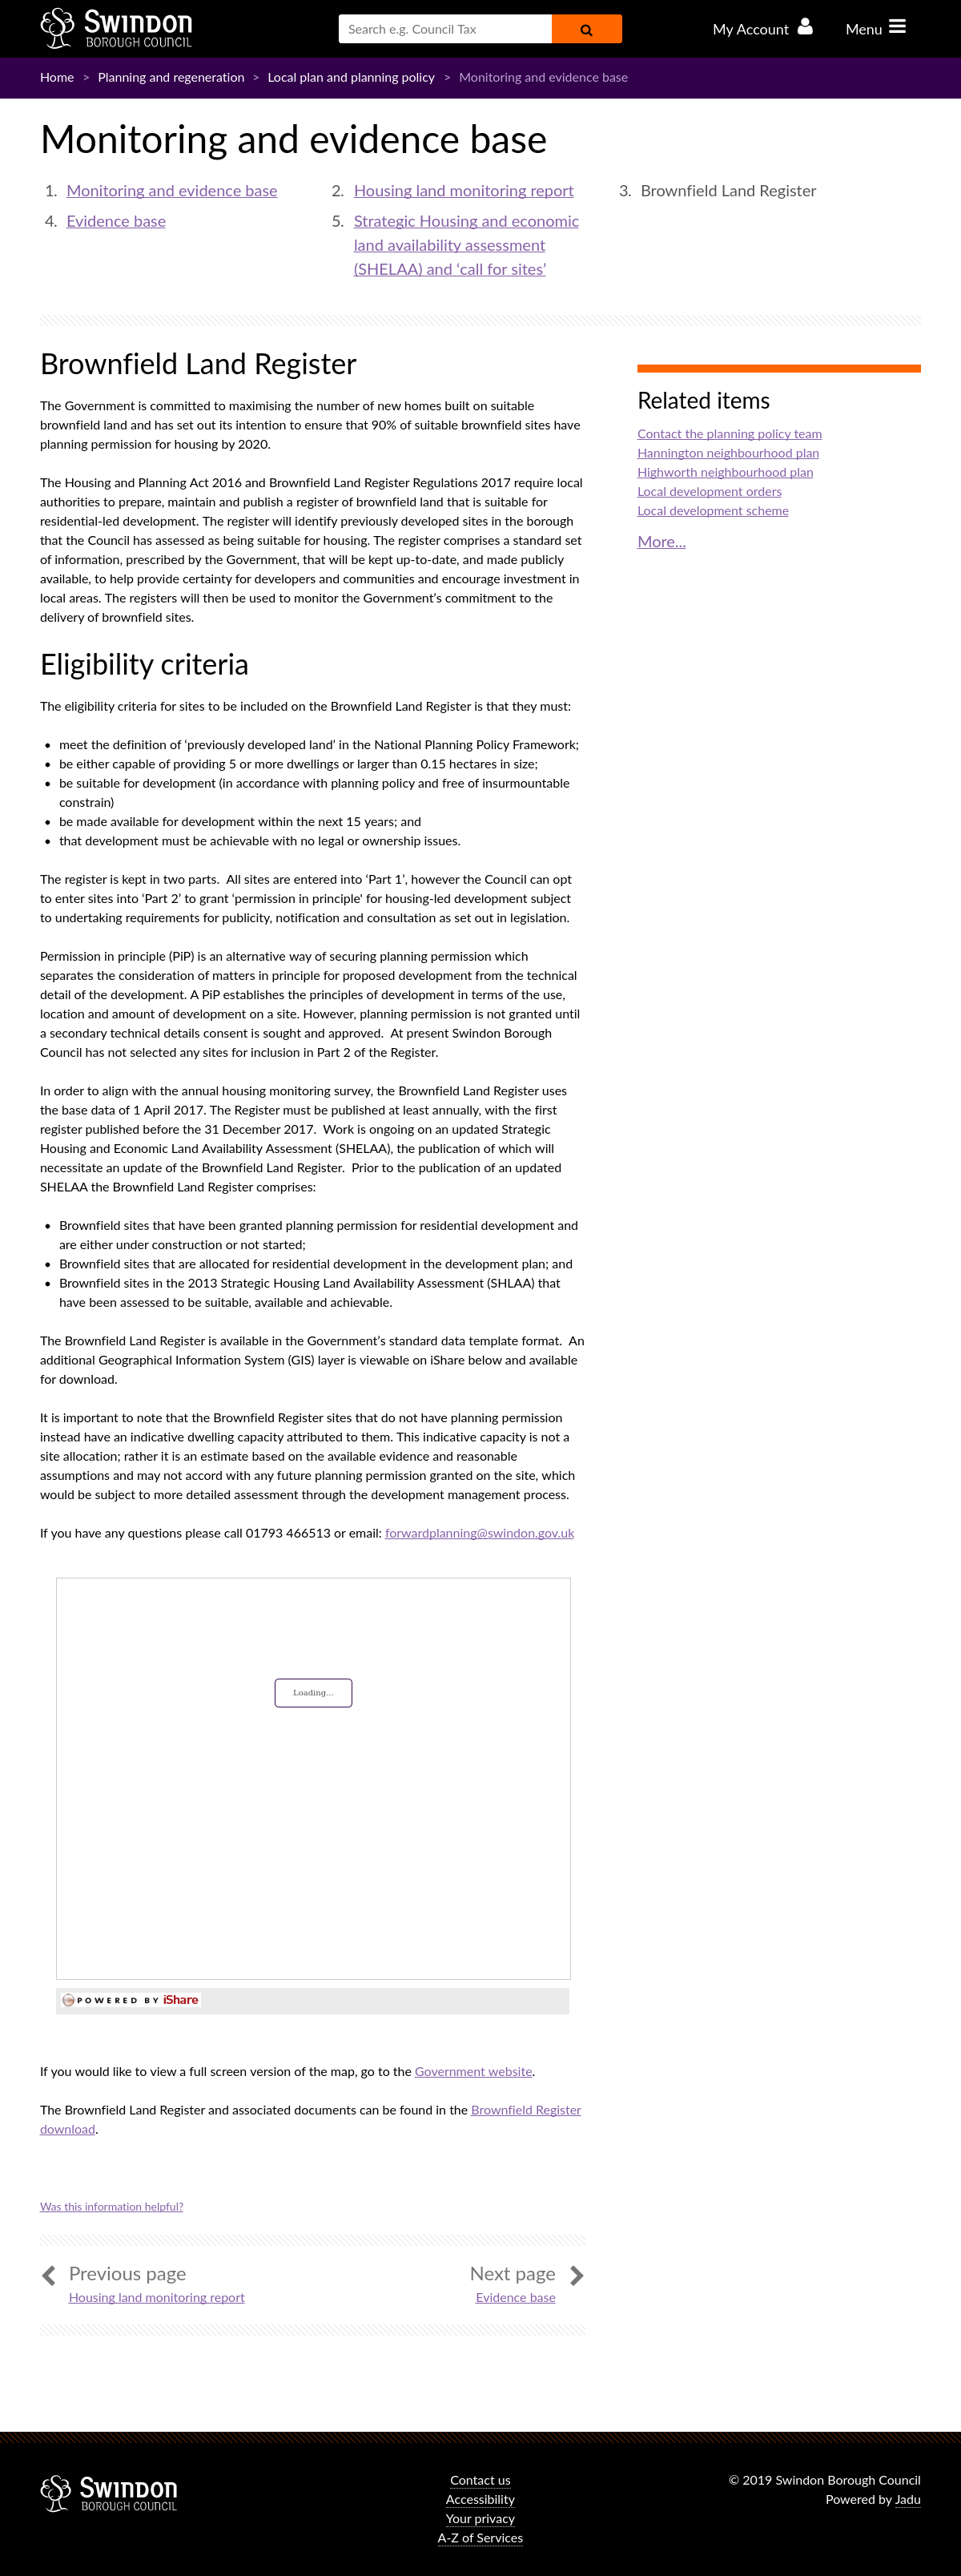 Swindon
BOROUGH COUNCIL
Search e.g. Council Tax
My Account
Menu
Home > Planning and regeneration > Local plan and planning policy > Monitoring and evidence base
Monitoring and evidence base
1. Monitoring and evidence base
2. Housing land monitoring report
3. Brownfield Land Register
4. Evidence base
5. Strategic Housing and economic
land availability assessment
(SHELAA) and ‘call for sites’
Brownfield Land Register
The Government is committed to maximising the number of new homes built on suitable
brownfield land and has set out its intention to ensure that 90% of suitable brownfield sites have
planning permission for housing by 2020.
The Housing and Planning Act 2016 and Brownfield Land Register Regulations 2017 require local
authorities to prepare, maintain and publish a register of brownfield land that is suitable for
residential-led development. The register will identify previously developed sites in the borough
that the Council has assessed as being suitable for housing. The register comprises a standard set
of information, prescribed by the Government, that will be kept up-to-date, and made publicly
available, to help provide certainty for developers and communities and encourage investment in
local areas. The registers will then be used to monitor the Government’s commitment to the
delivery of brownfield sites.
Eligibility criteria
The eligibility criteria for sites to be included on the Brownfield Land Register is that they must:
• meet the definition of ‘previously developed land’ in the National Planning Policy Framework;
• be either capable of providing 5 or more dwellings or larger than 0.15 hectares in size;
• be suitable for development (in accordance with planning policy and free of insurmountable
constrain)
• be made available for development within the next 15 years; and
• that development must be achievable with no legal or ownership issues.
The register is kept in two parts.  All sites are entered into ‘Part 1’, however the Council can opt
to enter sites into ‘Part 2’ to grant ‘permission in principle' for housing-led development subject
to undertaking requirements for publicity, notification and consultation as set out in legislation.
Permission in principle (PiP) is an alternative way of securing planning permission which
separates the consideration of matters in principle for proposed development from the technical
detail of the development. A PiP establishes the principles of development in terms of the use,
location and amount of development on a site. However, planning permission is not granted until
a secondary technical details consent is sought and approved.  At present Swindon Borough
Council has not selected any sites for inclusion in Part 2 of the Register.
In order to align with the annual housing monitoring survey, the Brownfield Land Register uses
the base data of 1 April 2017. The Register must be published at least annually, with the first
register published before the 31 December 2017.  Work is ongoing on an updated Strategic
Housing and Economic Land Availability Assessment (SHELAA), the publication of which will
necessitate an update of the Brownfield Land Register.  Prior to the publication of an updated
SHELAA the Brownfield Land Register comprises:
• Brownfield sites that have been granted planning permission for residential development and
are either under construction or not started;
• Brownfield sites that are allocated for residential development in the development plan; and
• Brownfield sites in the 2013 Strategic Housing Land Availability Assessment (SHLAA) that
have been assessed to be suitable, available and achievable.
The Brownfield Land Register is available in the Government’s standard data template format.  An
additional Geographical Information System (GIS) layer is viewable on iShare below and available
for download.
It is important to note that the Brownfield Register sites that do not have planning permission
instead have an indicative dwelling capacity attributed to them. This indicative capacity is not a
site allocation; rather it is an estimate based on the available evidence and reasonable
assumptions and may not accord with any future planning permission granted on the site, which
would be subject to more detailed assessment through the development management process.
If you have any questions please call 01793 466513 or email: forwardplanning@swindon.gov.uk
Loading...
POWERED BY iShare
If you would like to view a full screen version of the map, go to the Government website.
The Brownfield Land Register and associated documents can be found in the Brownfield Register
download.
Was this information helpful?
Previous page
Housing land monitoring report
Next page
Evidence base
Related items
Contact the planning policy team
Hannington neighbourhood plan
Highworth neighbourhood plan
Local development orders
Local development scheme
More...
Swindon
BOROUGH COUNCIL
Contact us
Accessibility
Your privacy
A-Z of Services
© 2019 Swindon Borough Council
Powered by Jadu